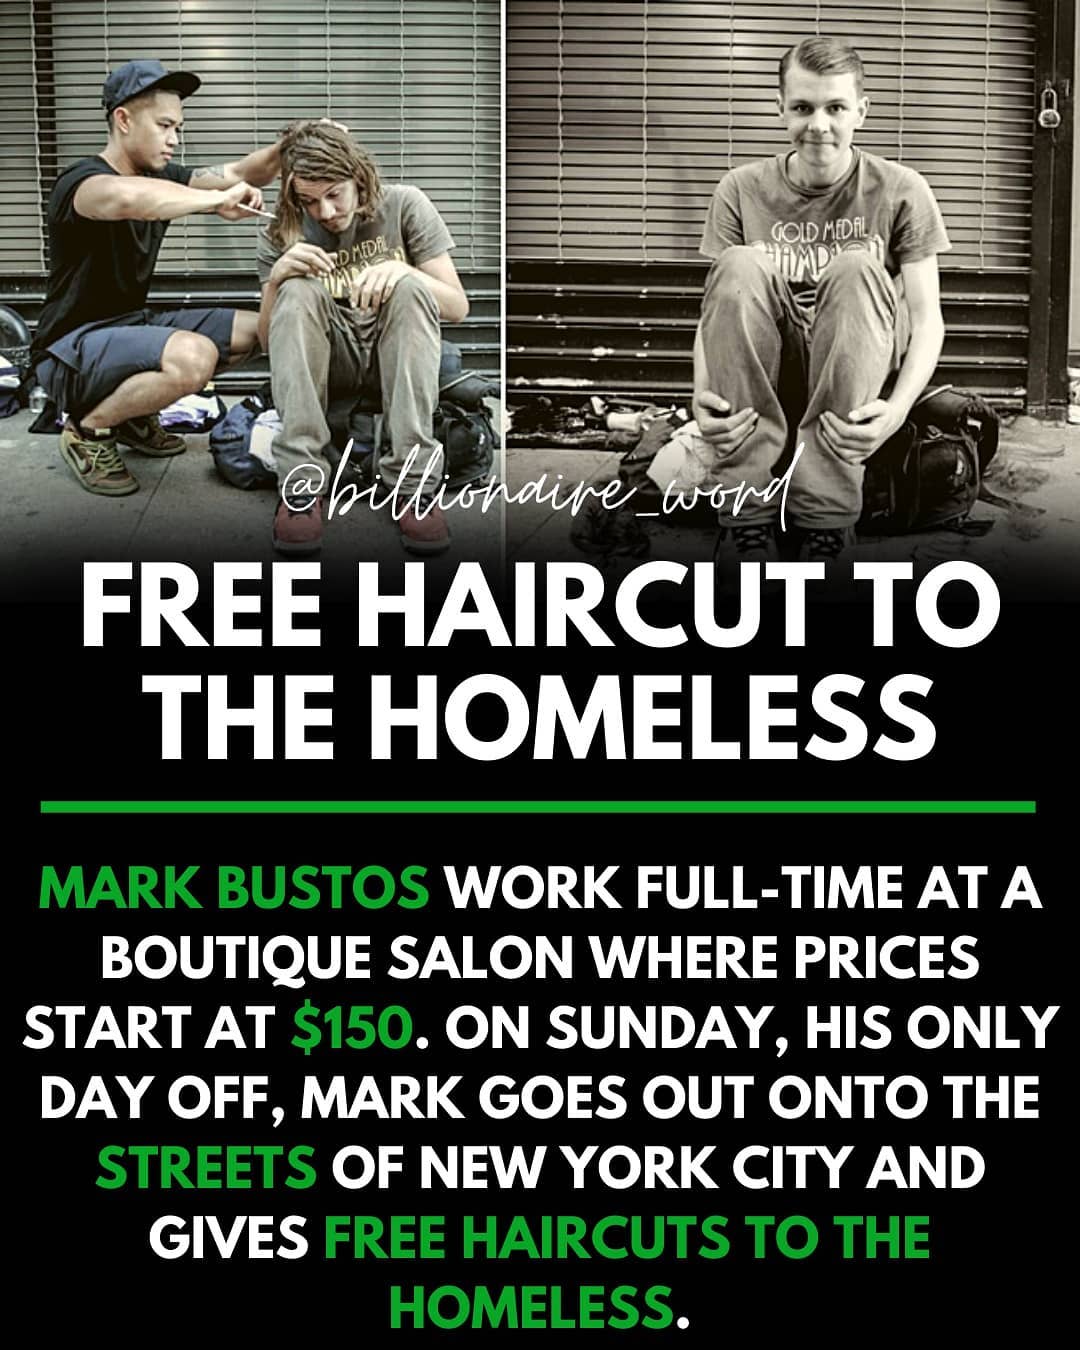 GOLD MEDAL
@billionaire_word
FREE HAIRCUT TO
THE HOMELESS
MARK BUSTOS WORK FULL-TIME AT A
BOUTIQUE SALON WHERE PRICES
START AT $150. ON SUNDAY, HIS ONLY
DAY OFF, MARK GOES OUT ONTO THE
STREETS OF NEW YORK CITY AND
GIVES FREE HAIRCUTS TO THE
HOMELESS.